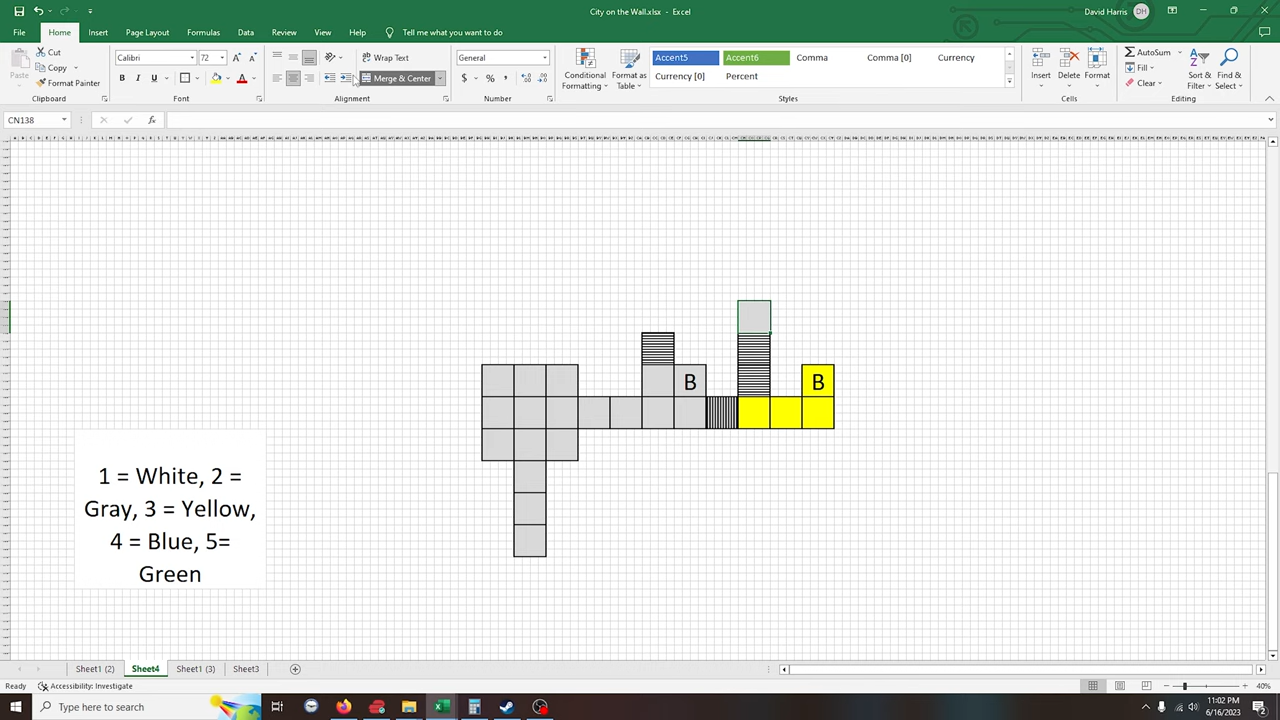 City on the Wall.xlsx - Excel
David Harris
DH
File Home Insert Page Layout Formulas Data Review View Help Tell me what you want to do
Paste
Cut
Copy
Format Painter
Clipboard
Calibri 72
B I U
Font
Wrap Text
Merge & Center
Alignment
General
$ % ,
Number
Conditional Formatting
Format as Table
Accent5 Accent6 Comma Comma [0] Currency
Currency [0] Percent
Styles
Insert Delete Format
Cells
AutoSum
Fill
Clear
Sort & Filter
Find & Select
Editing
CN138
fx
B B
1 = White, 2 =
Gray, 3 = Yellow,
4 = Blue, 5=
Green
Sheet1 (2) Sheet4 Sheet1 (3) Sheet3
Ready Accessibility: Investigate
40%
Type here to search
11:02 PM
6/16/2023
2